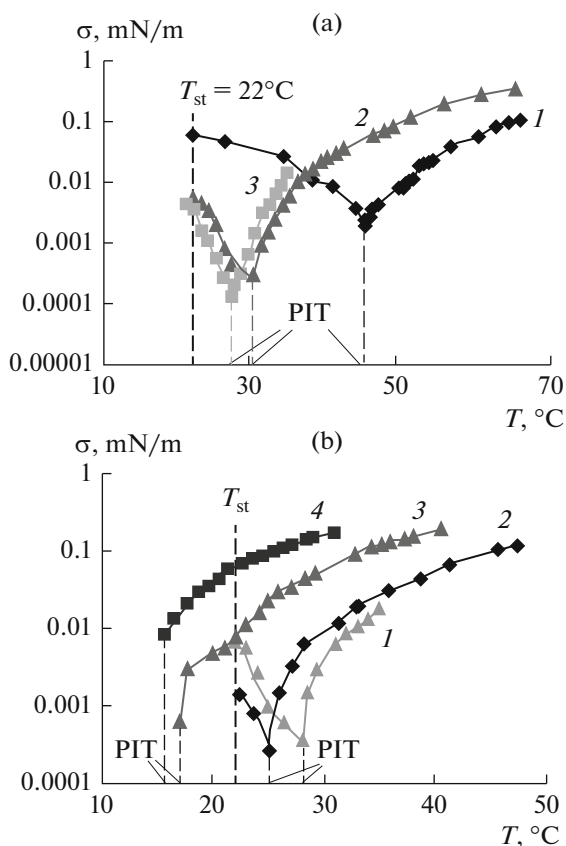 (a)
σ, mN/m
1
T_st = 22°C
2
1
0.1
3
0.01
0.001
0.0001
PIT
0.00001
10 30 50 70
T, °C
(b)
σ, mN/m
1
T_st
4 3 2
0.1
1
0.01
0.001
PIT PIT
0.0001
10 20 30 40 50
T, °C